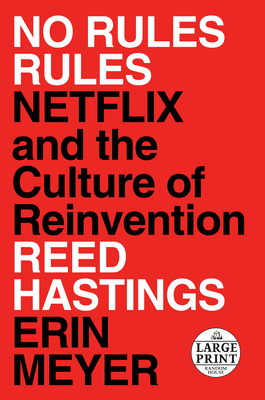 NO RULES
RULES
NETFLIX
and the
Culture of
Reinvention
REED
HASTINGS
ERIN
MEYER
LARGE
PRINT
RANDOM
HOUSE